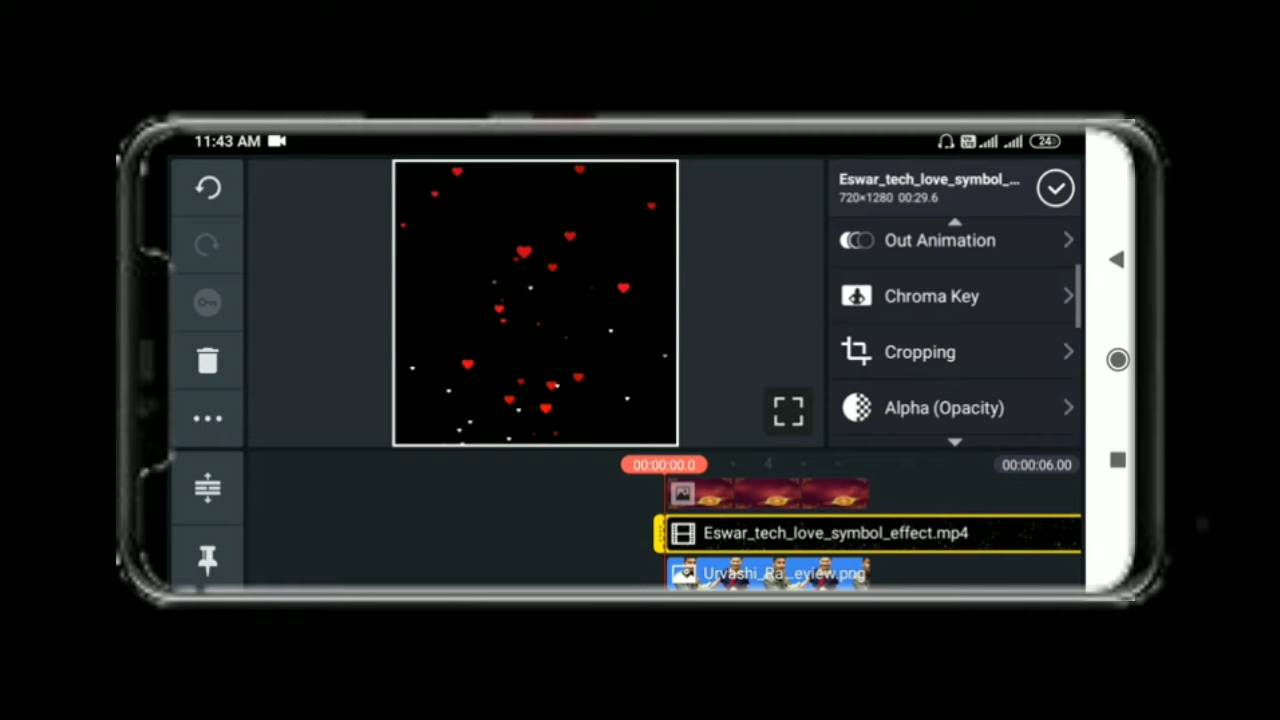 11:43 AM
24
Eswar_tech_love_symbol_...
720×1280 00:29.6
Out Animation
Chroma Key
Cropping
Alpha (Opacity)
00:00:00.0
4
00:00:06.00
Eswar_tech_love_symbol_effect.mp4
Urvashi_Ra...eview.png